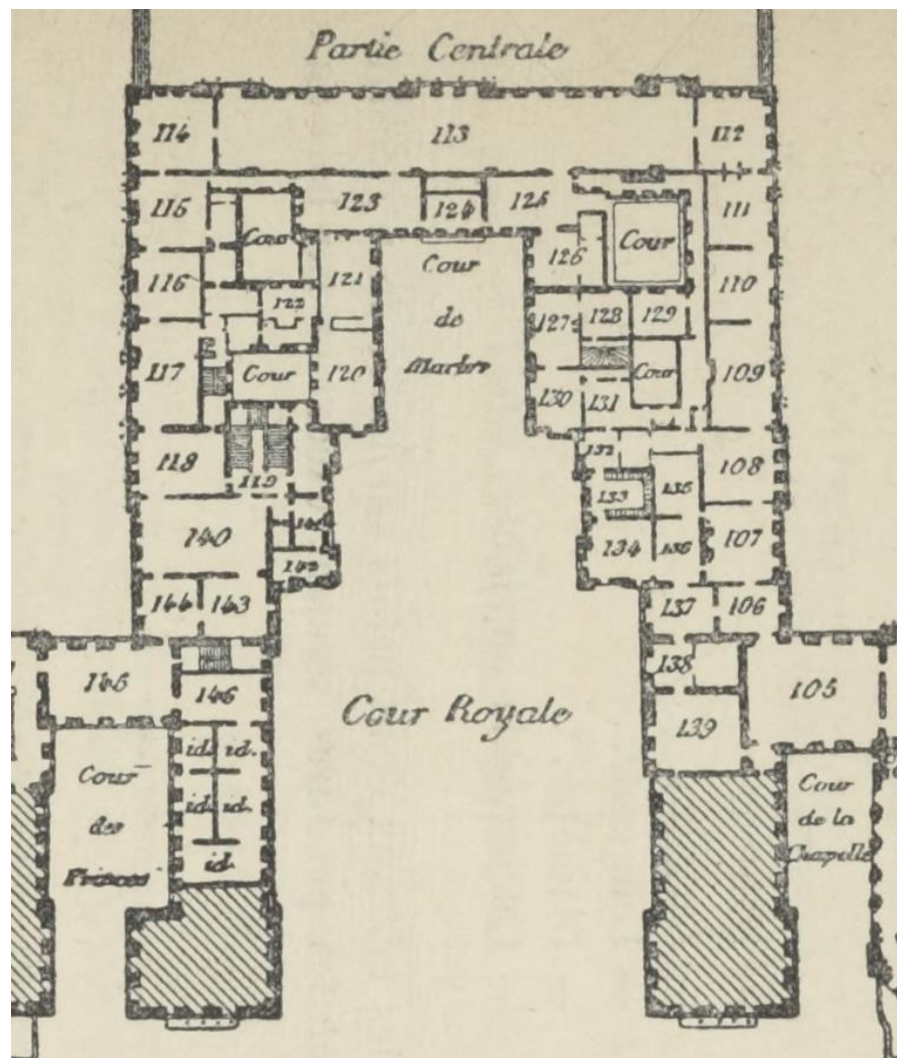 Partie Centrale
114
113
112
115
123
124
125
111
Cour
Cour
Cour
de
Marbre
126
116
121
110
122
127
128
129
117
Cour
120
130
131
Cour
109
118
119
132
133
135
108
140
141
142
134
136
107
144
143
137
106
145
146
138
105
Cour Royale
139
id.
id.
id.
id.
id.
Cour
des
Princes
Cour
de la
Chapelle